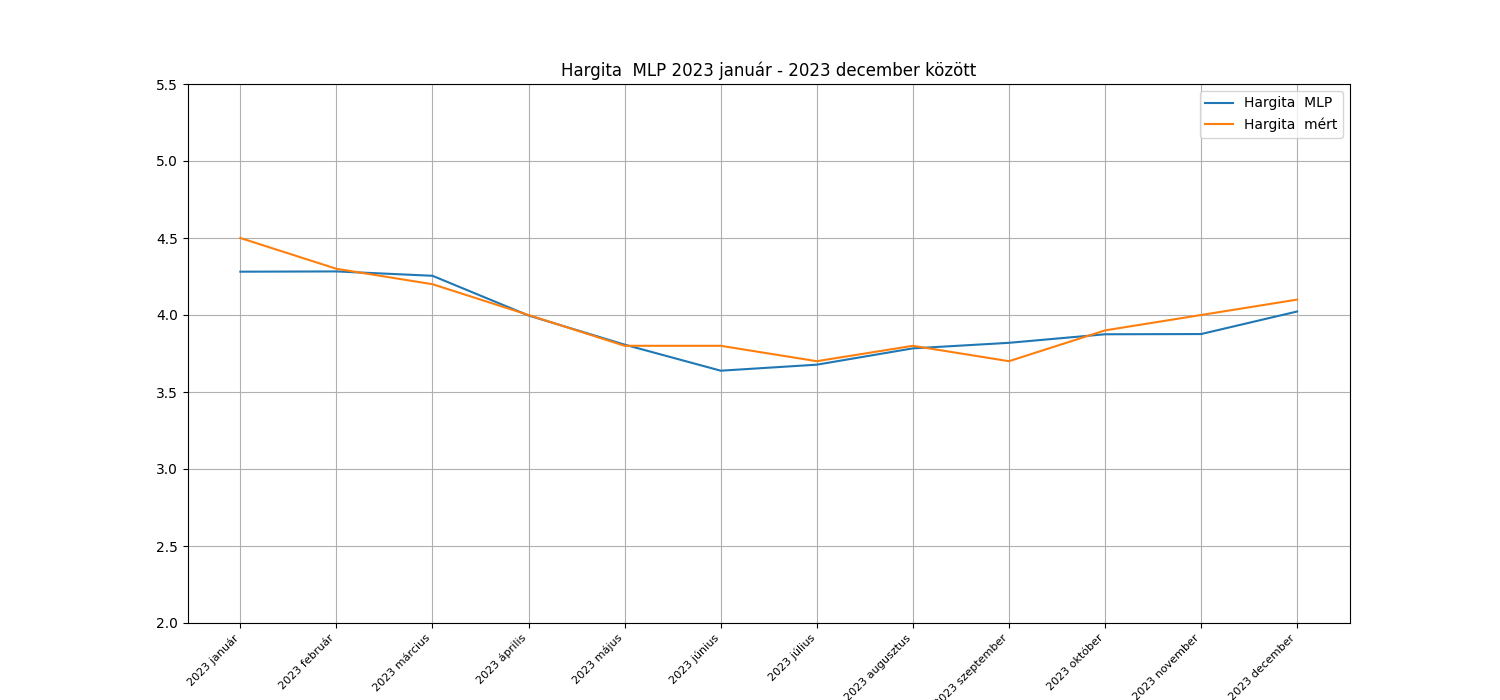 Hargita  MLP 2023 január - 2023 december között
5.5
5.0
4.5
4.0
3.5
3.0
2.5
2.0
Hargita  MLP
Hargita  mért
2023 január
2023 február
2023 március
2023 április
2023 május
2023 június
2023 július
2023 augusztus
2023 szeptember
2023 október
2023 november
2023 december